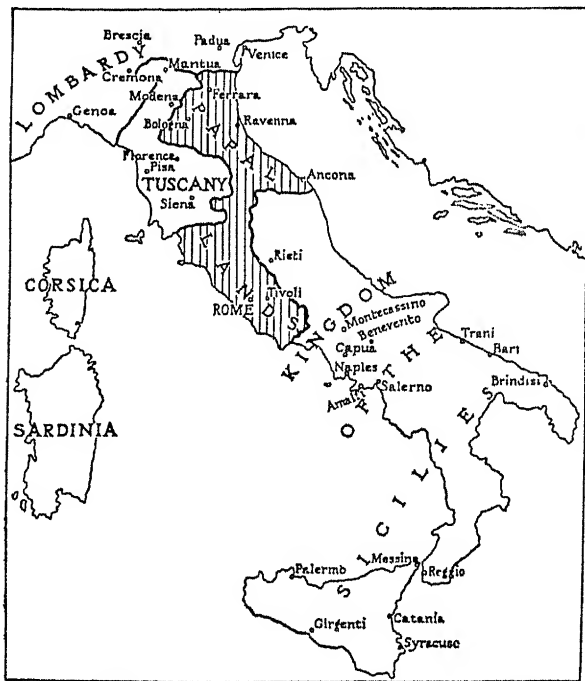 Brescia
Padua
Venice
LOMBARDY
Cremona
Mantua
Modena
Ferrara
Genoa
Bologna
Ravenna
PAPAL LANDS
Florence
Pisa
TUSCANY
Ancona
Siena
Rieti
CORSICA
Tivoli
ROME
KINGDOM OF THE SICILIES
Montecassino
Benevento
Capua
Trani
Bari
Naples
Amalfi
Salerno
Brindisi
SARDINIA
Messina
Palermo
Reggio
Girgenti
Catania
Syracuse